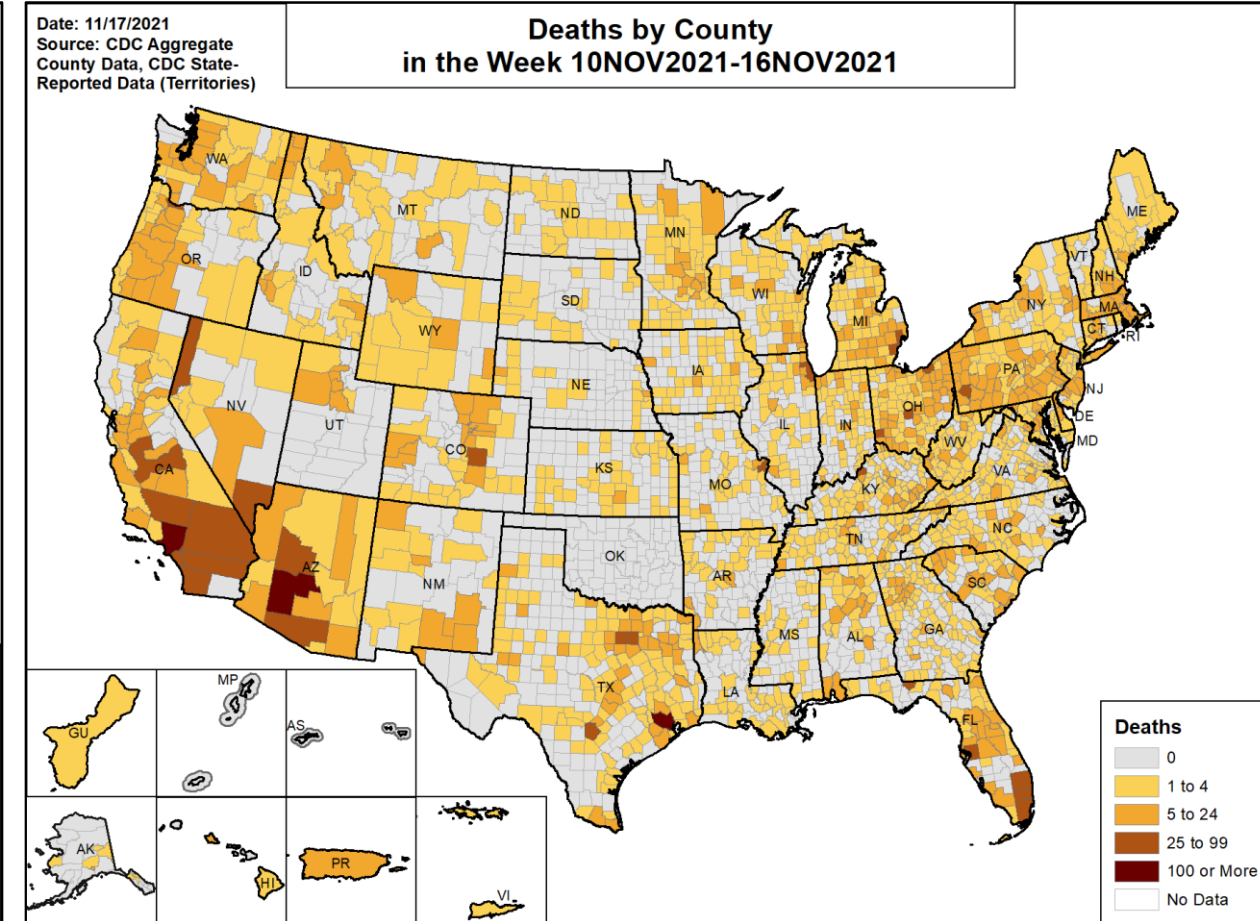 Date: 11/17/2021
Source: CDC Aggregate
County Data, CDC State-
Reported Data (Territories)
Deaths by County
in the Week 10NOV2021-16NOV2021
WA
MT
ND
MN
ME
OR
ID
SD
WI
MI
VT
NH
NY
MA
CT
RI
WY
NE
IA
PA
NJ
NV
UT
CO
IL
IN
OH
DE
MD
WV
VA
CA
KS
MO
KY
AZ
NM
OK
AR
TN
NC
SC
TX
LA
MS
AL
GA
FL
GU
MP
AS
AK
HI
PR
VI
Deaths
0
1 to 4
5 to 24
25 to 99
100 or More
No Data